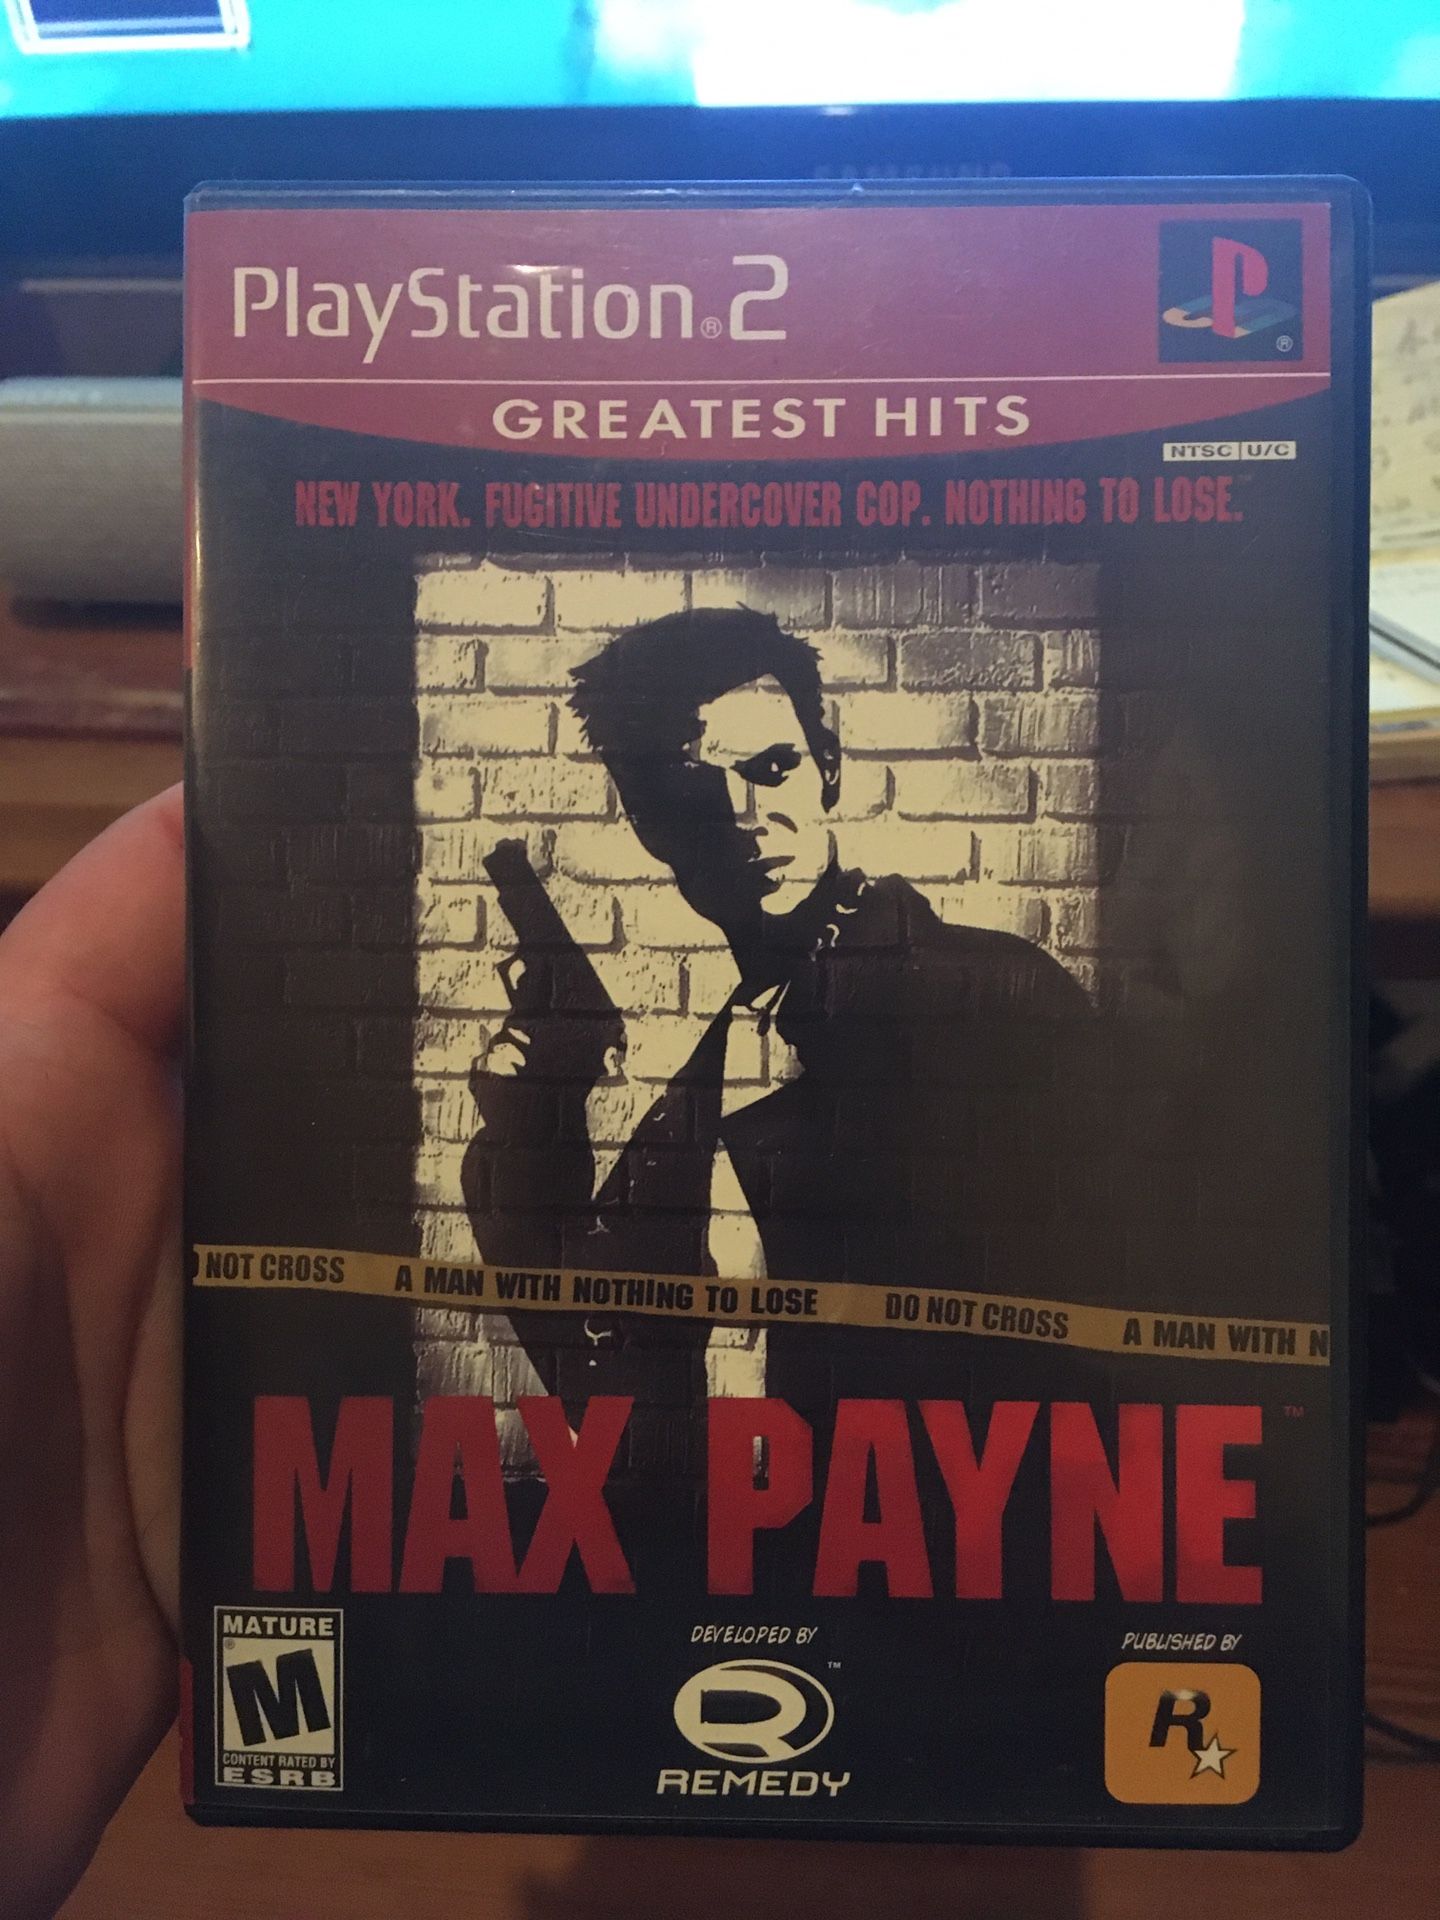 PlayStation®2
GREATEST HITS
NTSC U/C
NEW YORK. FUGITIVE UNDERCOVER COP. NOTHING TO LOSE.™
NOT CROSS A MAN WITH NOTHING TO LOSE DO NOT CROSS A MAN WITH N
MAX PAYNE™
MATURE
M
®
CONTENT RATED BY
ESRB
DEVELOPED BY
™
REMEDY
PUBLISHED BY
R